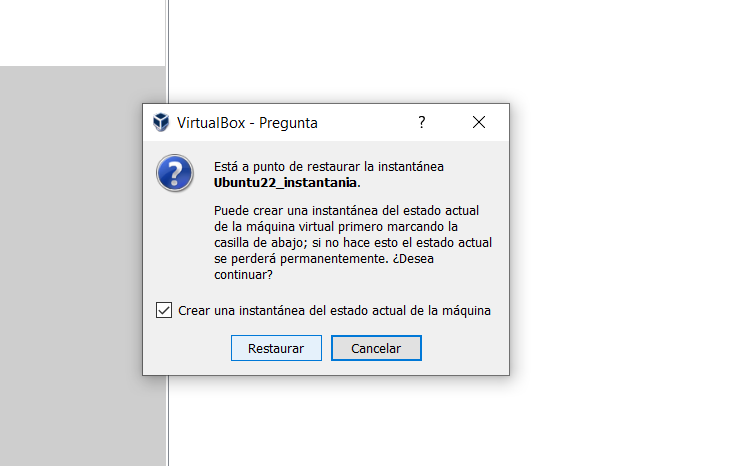 VirtualBox - Pregunta
?
Está a punto de restaurar la instantánea
Ubuntu22_instantania.
Puede crear una instantánea del estado actual
de la máquina virtual primero marcando la
casilla de abajo; si no hace esto el estado actual
se perderá permanentemente. ¿Desea
continuar?
Crear una instantánea del estado actual de la máquina
Restaurar
Cancelar